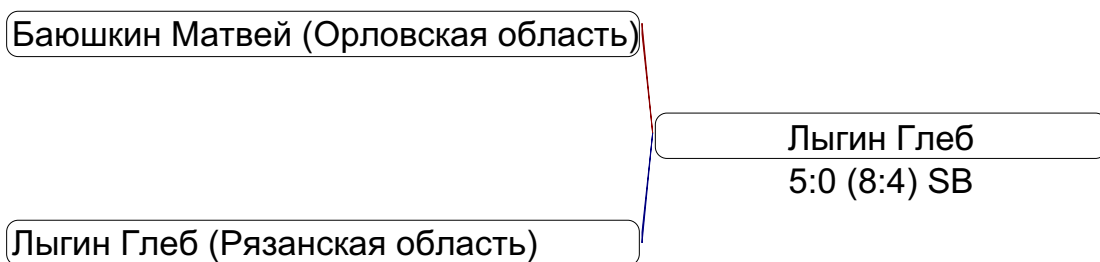 Баюшкин Матвей (Орловская область)
Лыгин Глеб
5:0 (8:4) SB
Лыгин Глеб (Рязанская область)